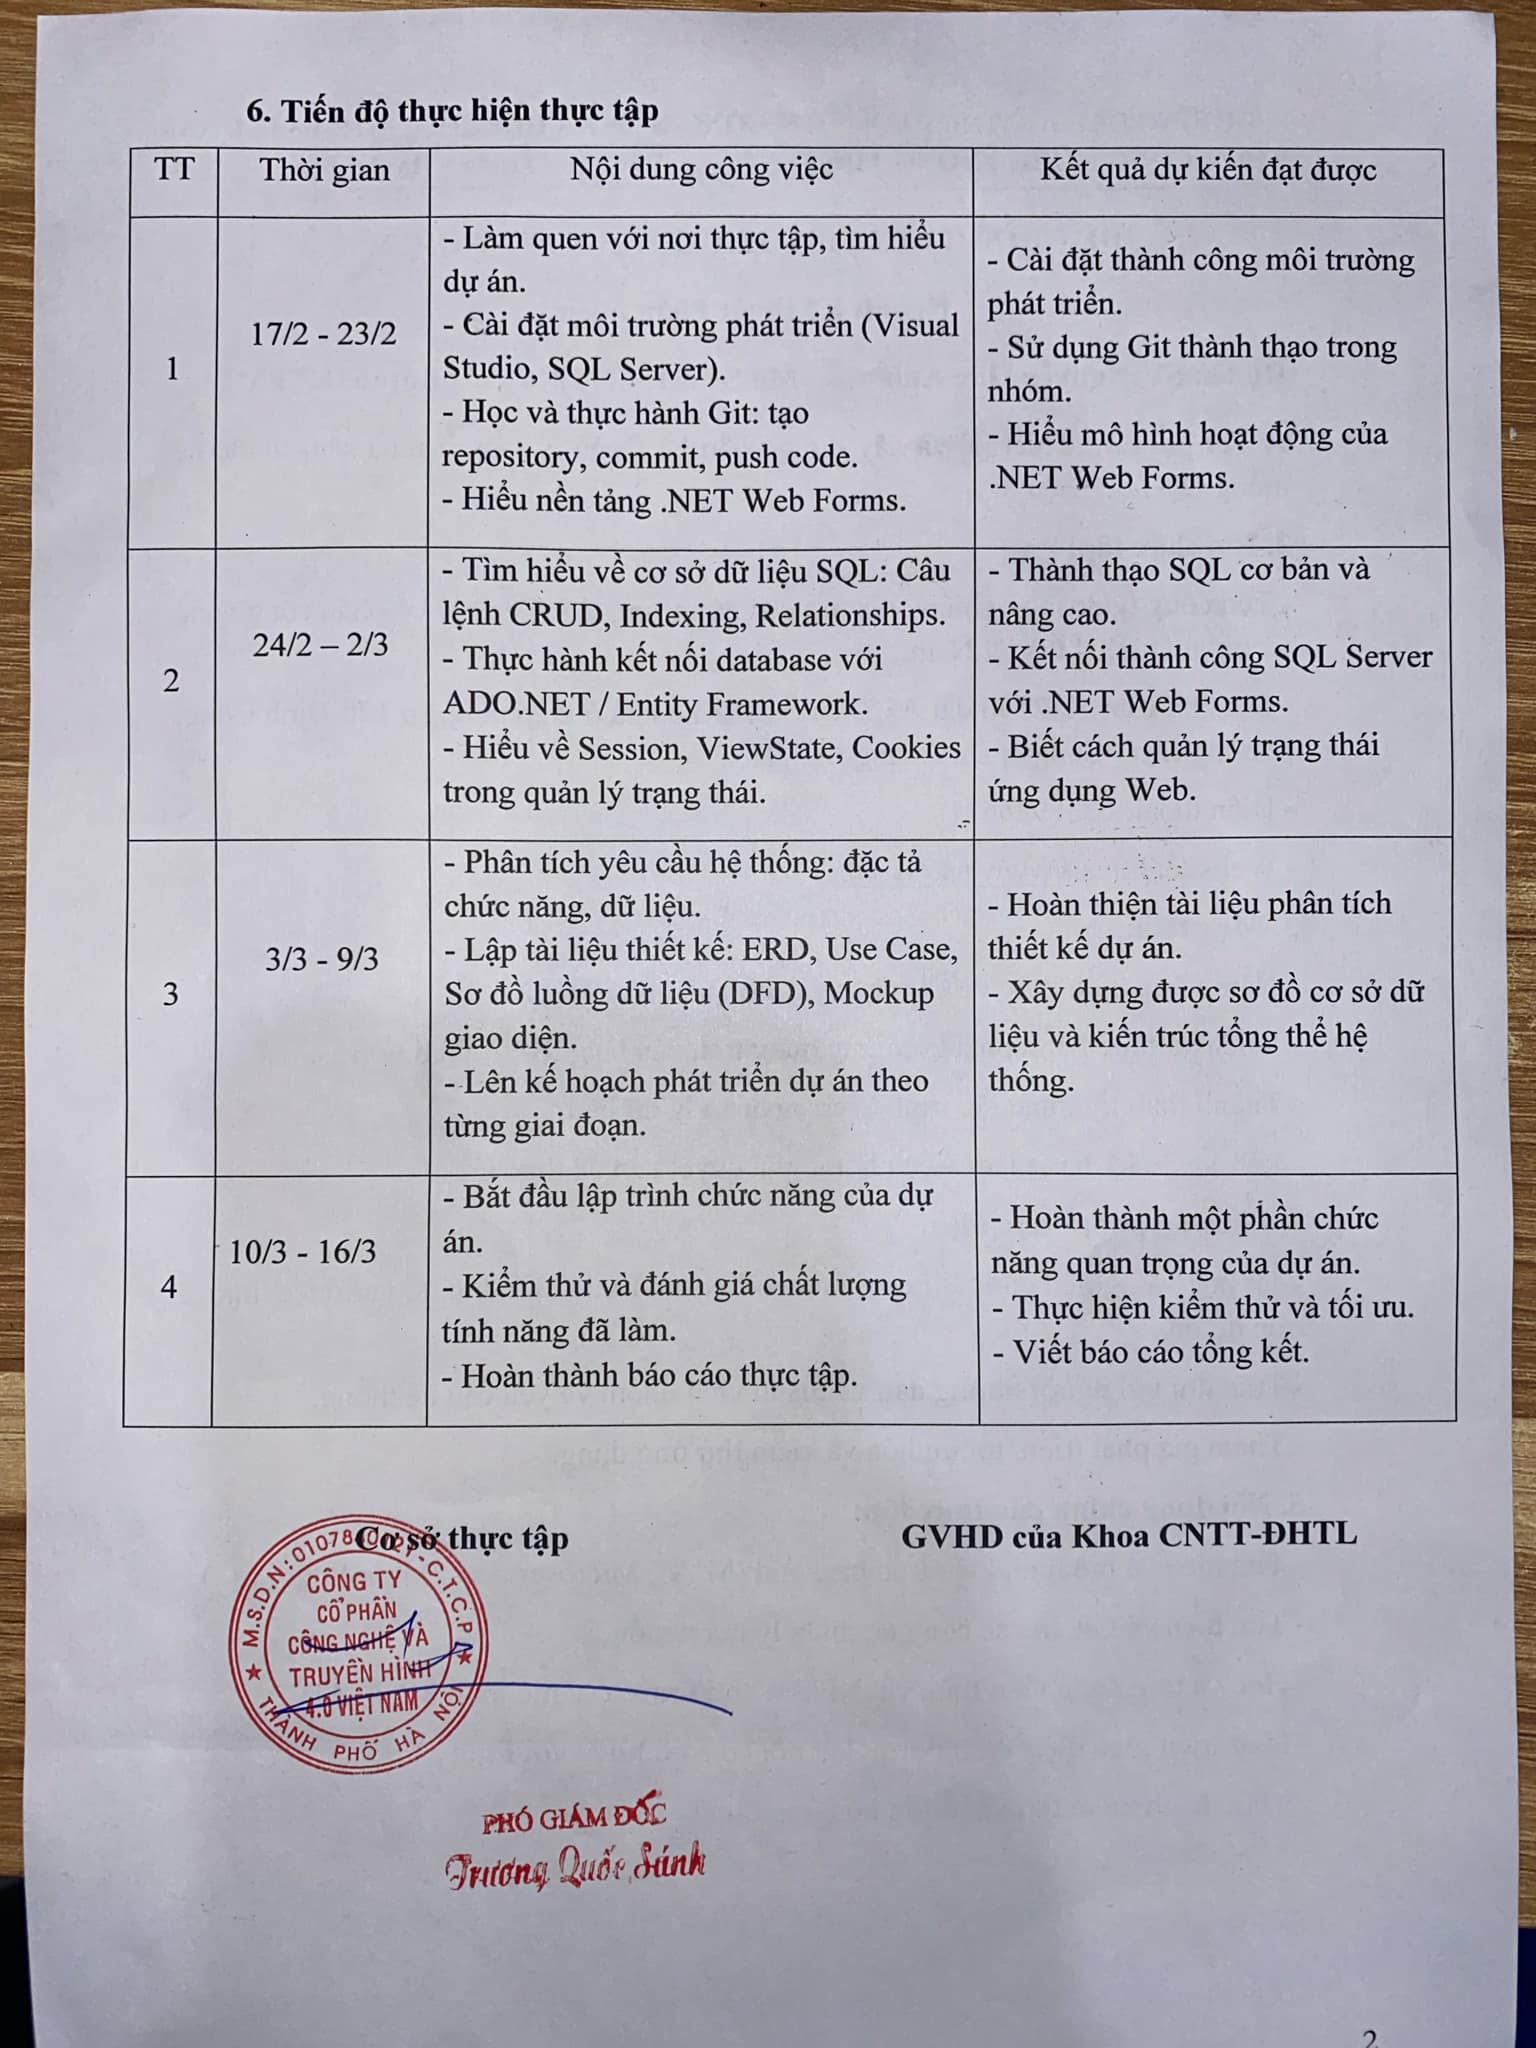 6. Tiến độ thực hiện thực tập
TT
Thời gian
Nội dung công việc
Kết quả dự kiến đạt được
1
17/2 - 23/2
- Làm quen với nơi thực tập, tìm hiểu
dự án.
- Cài đặt môi trường phát triển (Visual
Studio, SQL Server).
- Học và thực hành Git: tạo
repository, commit, push code.
- Hiểu nền tảng .NET Web Forms.
- Cài đặt thành công môi trường
phát triển.
- Sử dụng Git thành thạo trong
nhóm.
- Hiểu mô hình hoạt động của
.NET Web Forms.
2
24/2 – 2/3
- Tìm hiểu về cơ sở dữ liệu SQL: Câu
lệnh CRUD, Indexing, Relationships.
- Thực hành kết nối database với
ADO.NET / Entity Framework.
- Hiểu về Session, ViewState, Cookies
trong quản lý trạng thái.
- Thành thạo SQL cơ bản và
nâng cao.
- Kết nối thành công SQL Server
với .NET Web Forms.
- Biết cách quản lý trạng thái
ứng dụng Web.
3
3/3 - 9/3
- Phân tích yêu cầu hệ thống: đặc tả
chức năng, dữ liệu.
- Lập tài liệu thiết kế: ERD, Use Case,
Sơ đồ luồng dữ liệu (DFD), Mockup
giao diện.
- Lên kế hoạch phát triển dự án theo
từng giai đoạn.
- Hoàn thiện tài liệu phân tích
thiết kế dự án.
- Xây dựng được sơ đồ cơ sở dữ
liệu và kiến trúc tổng thể hệ
thống.
4
10/3 - 16/3
- Bắt đầu lập trình chức năng của dự
án.
- Kiểm thử và đánh giá chất lượng
tính năng đã làm.
- Hoàn thành báo cáo thực tập.
- Hoàn thành một phần chức
năng quan trọng của dự án.
- Thực hiện kiểm thử và tối ưu.
- Viết báo cáo tổng kết.
Cơ sở thực tập
GVHD của Khoa CNTT-ĐHTL
M.S.D.N: C.T.C.P
CÔNG TY
CỔ PHẦN
CÔNG NGHỆ VÀ
TRUYỀN HÌNH
4.0 VIỆT NAM
THÀNH PHỐ HÀ NỘI
PHÓ GIÁM ĐỐC
Trương Quốc Sánh
2